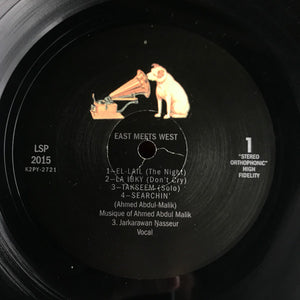 EAST MEETS WEST
LSP
2015
K2PY-2721
1
"STEREO
ORTHOPHONIC"
HIGH
FIDELITY
1-EL-LAIL (The Night)
2-LA IBKY (Don't Cry)
3-TAKSEEM (Solo)
4-SEARCHIN'
(Ahmed Abdul-Malik)
Musique of Ahmed Abdul Malik
3. Jarkarawan Nasseur
Vocal